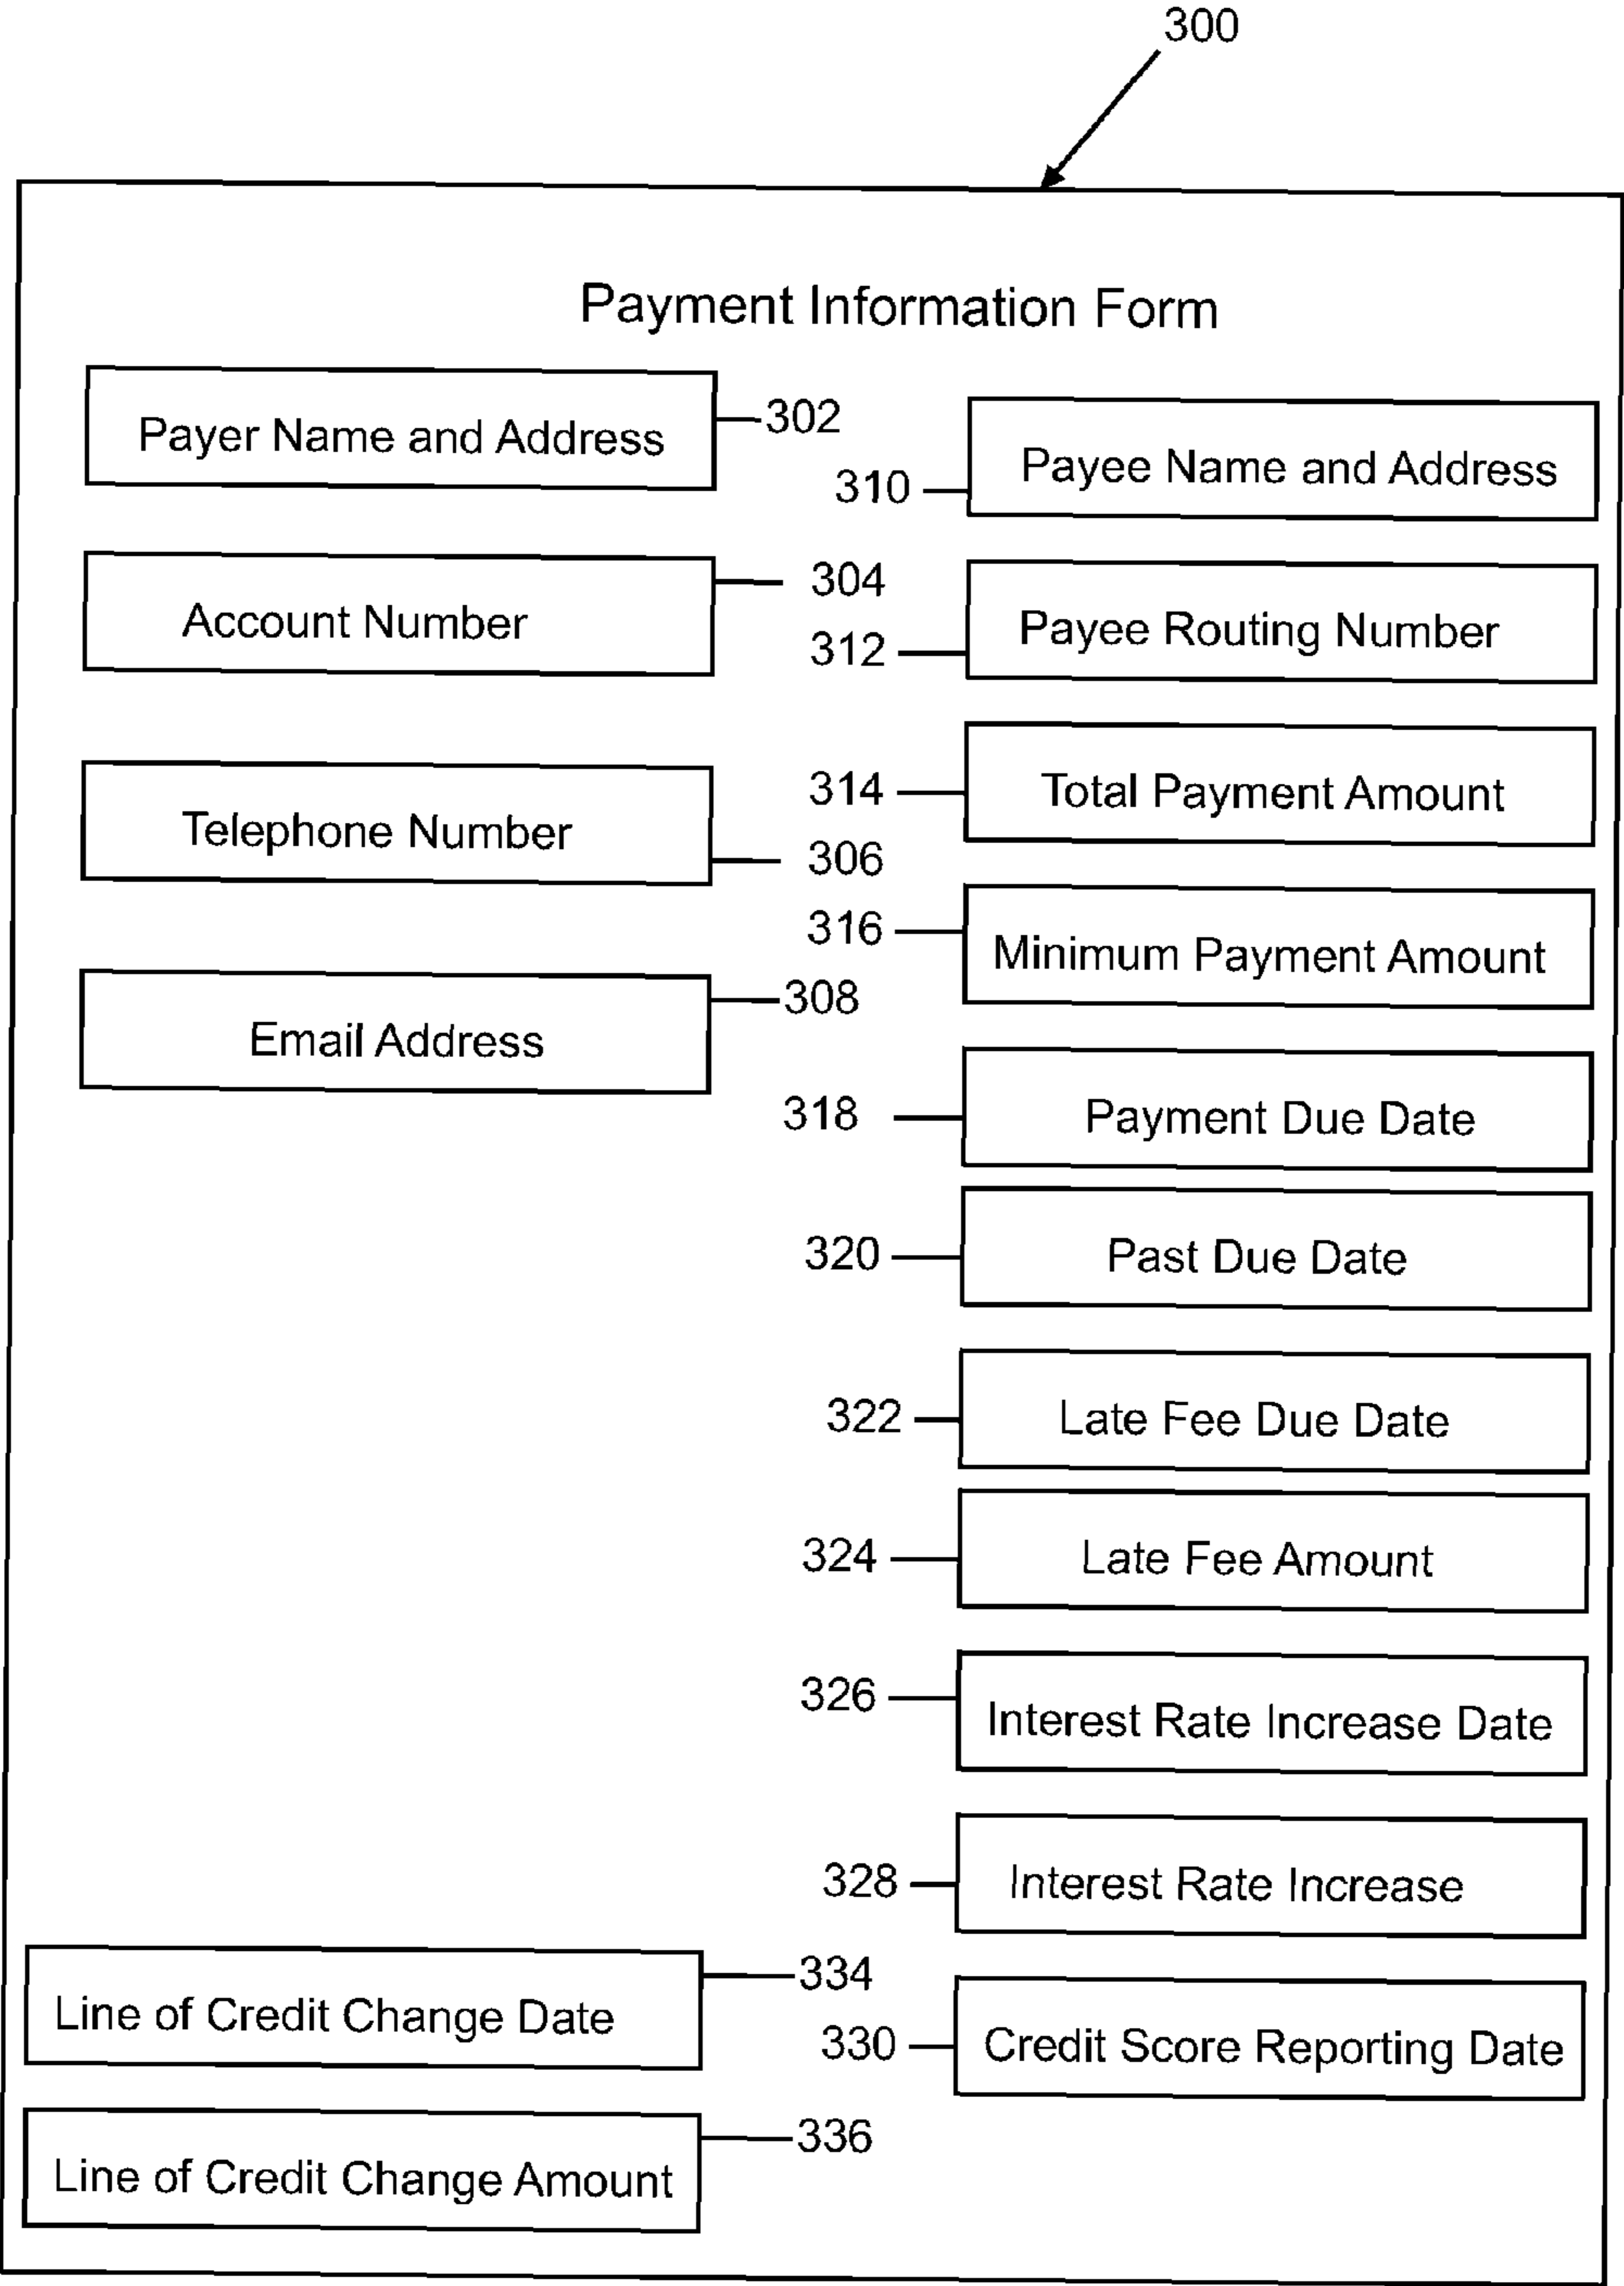 300
Payment Information Form
Payer Name and Address
302
Payee Name and Address
310
Account Number
304
Payee Routing Number
312
Total Payment Amount
314
Telephone Number
306
Minimum Payment Amount
316
Email Address
308
Payment Due Date
318
Past Due Date
320
Late Fee Due Date
322
Late Fee Amount
324
Interest Rate Increase Date
326
Interest Rate Increase
328
Line of Credit Change Date
334
Credit Score Reporting Date
330
Line of Credit Change Amount
336